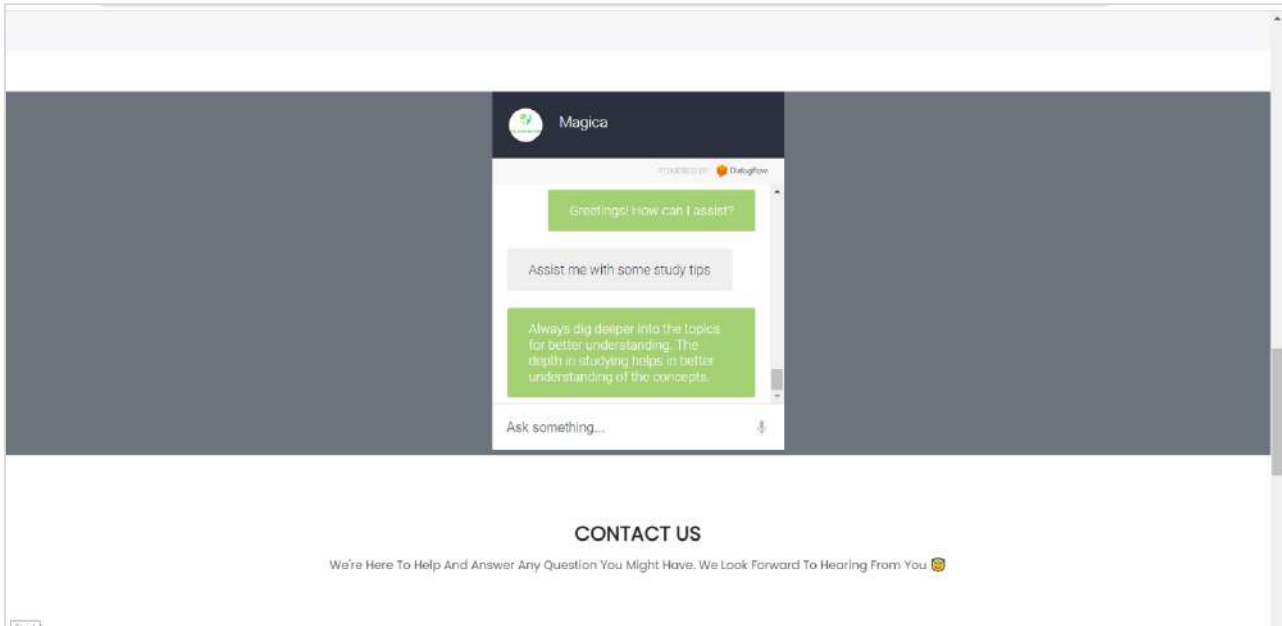 Magica
POWERED BY Dialogflow
Greetings! How can I assist?
Assist me with some study tips
Always dig deeper into the topics
for better understanding. The
depth in studying helps in better
understanding of the concepts.
Ask something...
CONTACT US
We're Here To Help And Answer Any Question You Might Have. We Look Forward To Hearing From You 😇